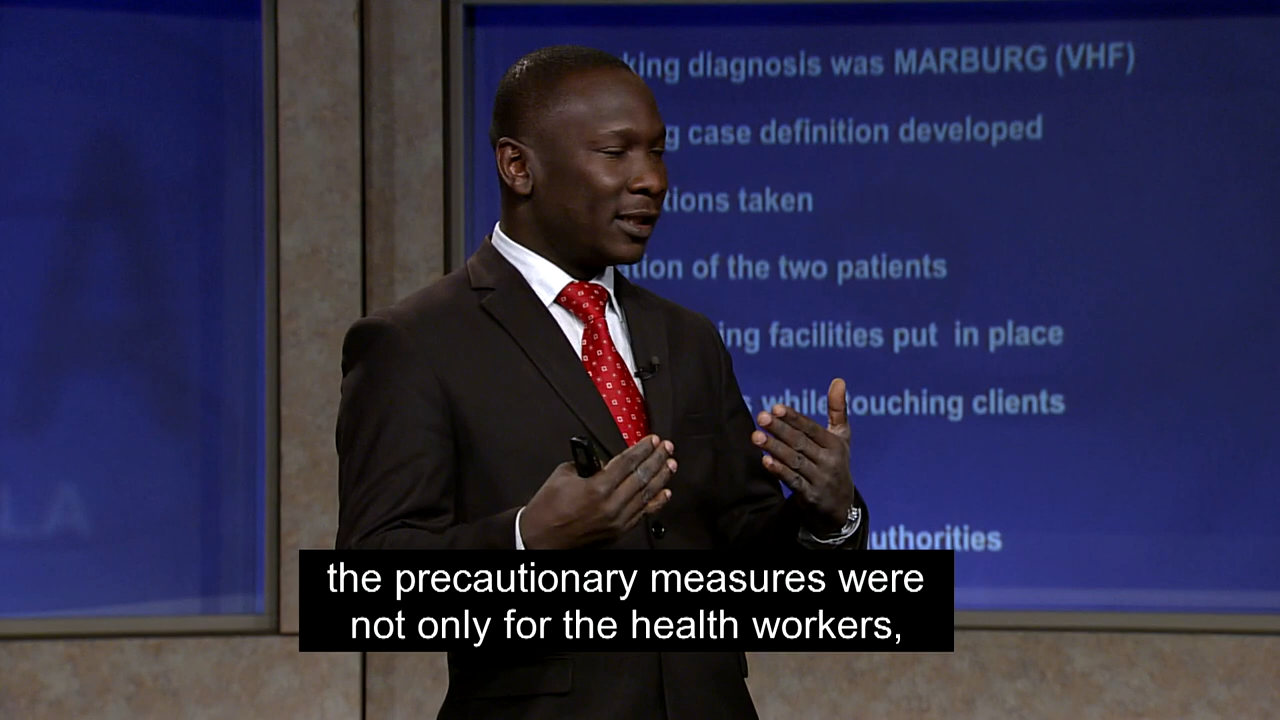 king diagnosis was MARBURG (VHF)
g case definition developed
tions taken
tion of the two patients
ing facilities put in place
s while touching clients
uthorities
LA
the precautionary measures were
not only for the health workers,